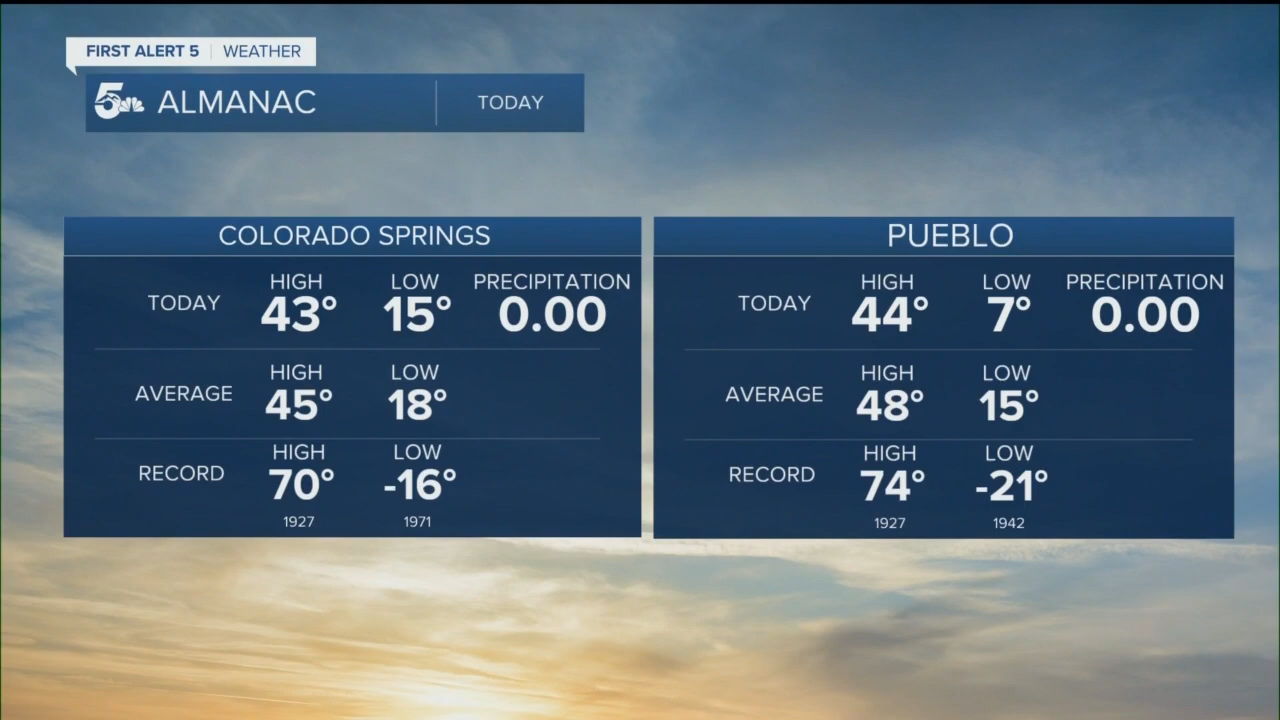 FIRST ALERT 5 | WEATHER
5 ALMANAC TODAY
COLORADO SPRINGS
HIGH LOW PRECIPITATION
TODAY 43° 15° 0.00
HIGH LOW
AVERAGE 45° 18°
HIGH LOW
RECORD 70° -16°
1927 1971
PUEBLO
HIGH LOW PRECIPITATION
TODAY 44° 7° 0.00
HIGH LOW
AVERAGE 48° 15°
HIGH LOW
RECORD 74° -21°
1927 1942